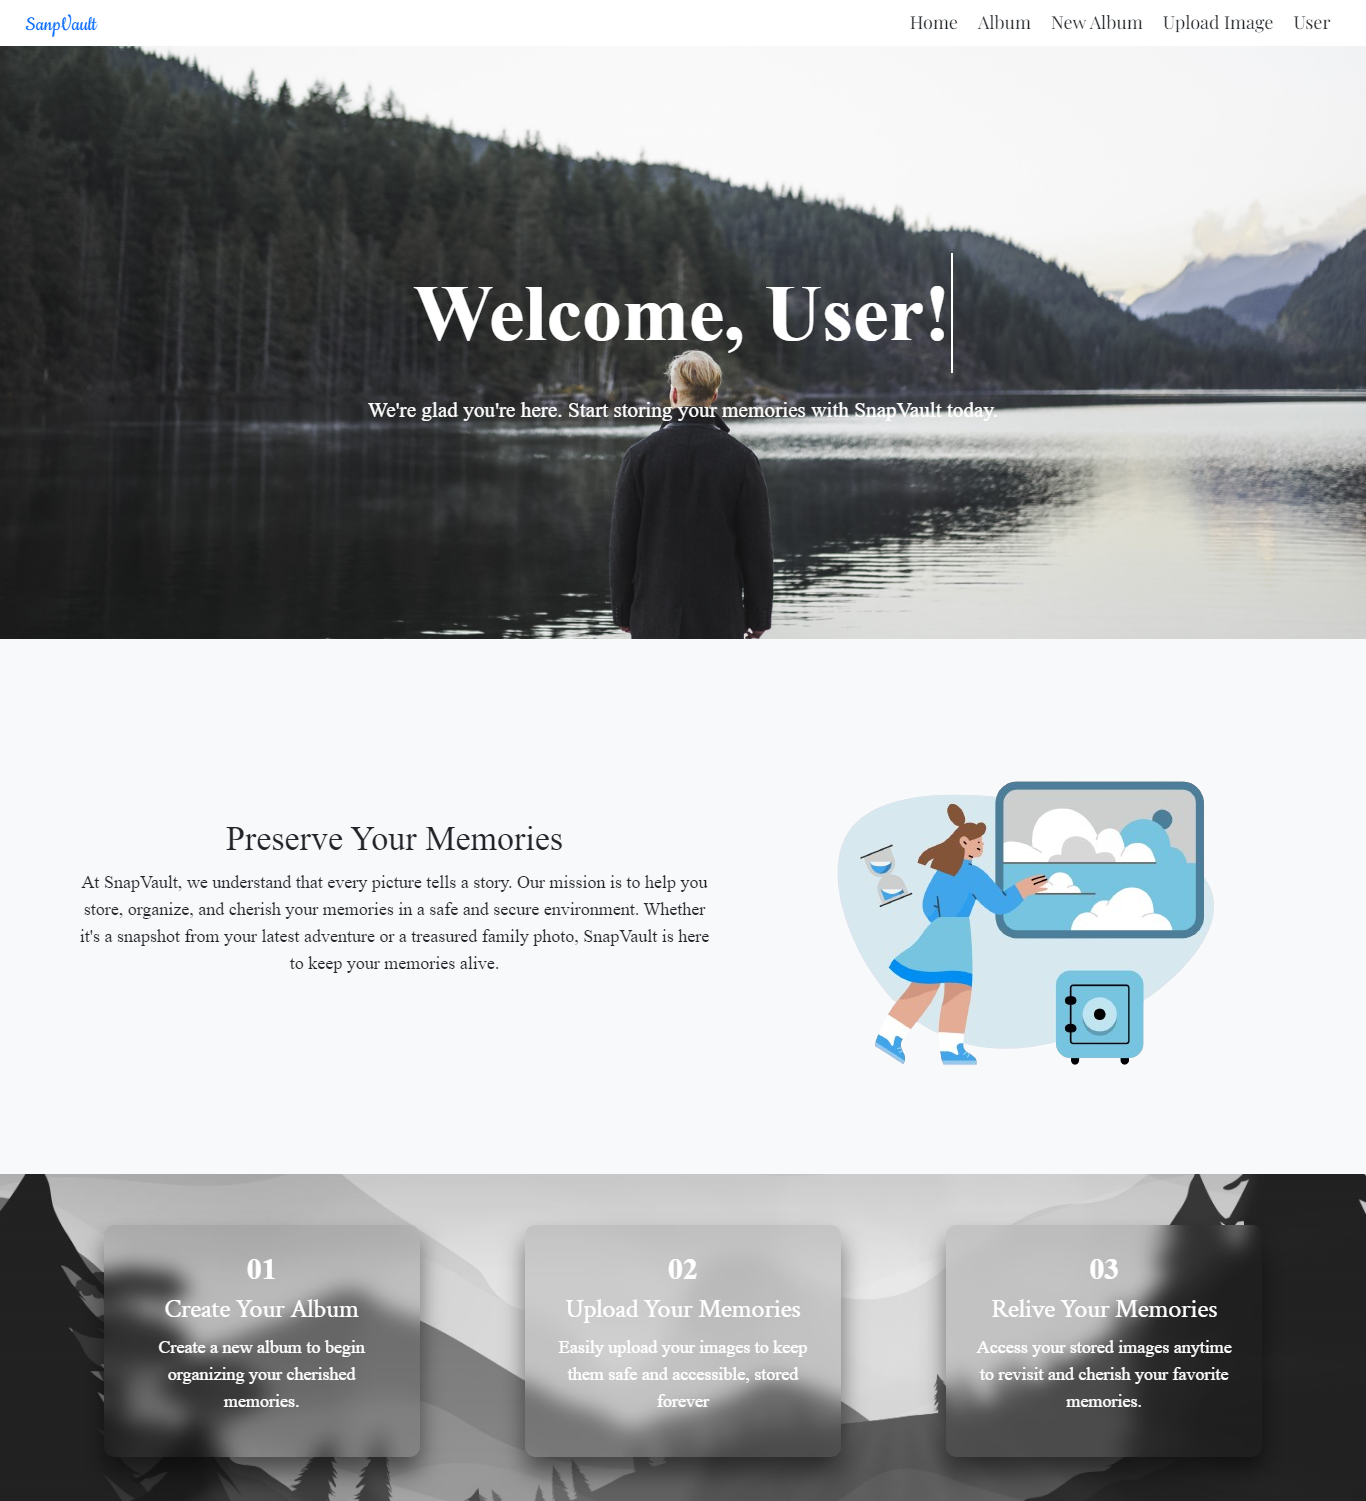 SanpVault
Home Album New Album Upload Image User
Welcome, User!
We're glad you're here. Start storing your memories with SnapVault today.
Preserve Your Memories
At SnapVault, we understand that every picture tells a story. Our mission is to help you
store, organize, and cherish your memories in a safe and secure environment. Whether
it's a snapshot from your latest adventure or a treasured family photo, SnapVault is here
to keep your memories alive.
01
Create Your Album
Create a new album to begin
organizing your cherished
memories.
02
Upload Your Memories
Easily upload your images to keep
them safe and accessible, stored
forever
03
Relive Your Memories
Access your stored images anytime
to revisit and cherish your favorite
memories.